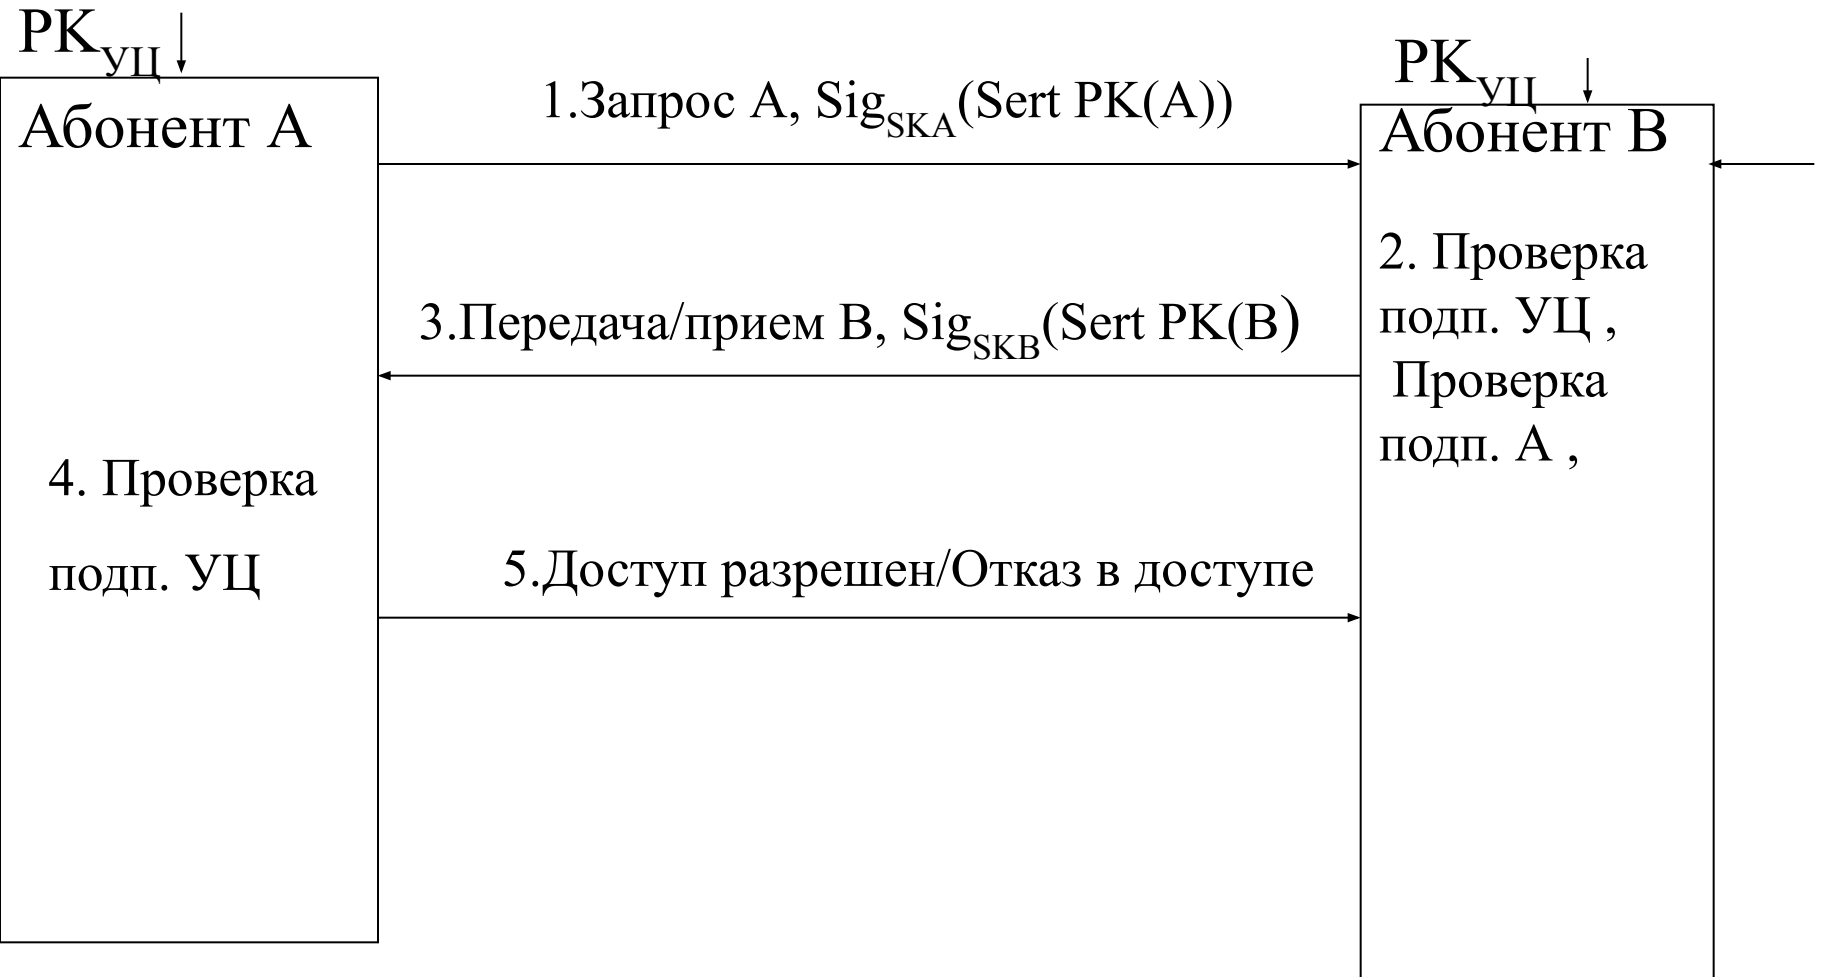 PKУЦ
Абонент А
1.Запрос А, SigSKA(Sert PK(A))
PKУЦ
Абонент В
2. Проверка
подп. УЦ ,
Проверка
подп. А ,
3.Передача/прием В, SigSKB(Sert PK(B)
4. Проверка
подп. УЦ
5.Доступ разрешен/Отказ в доступе